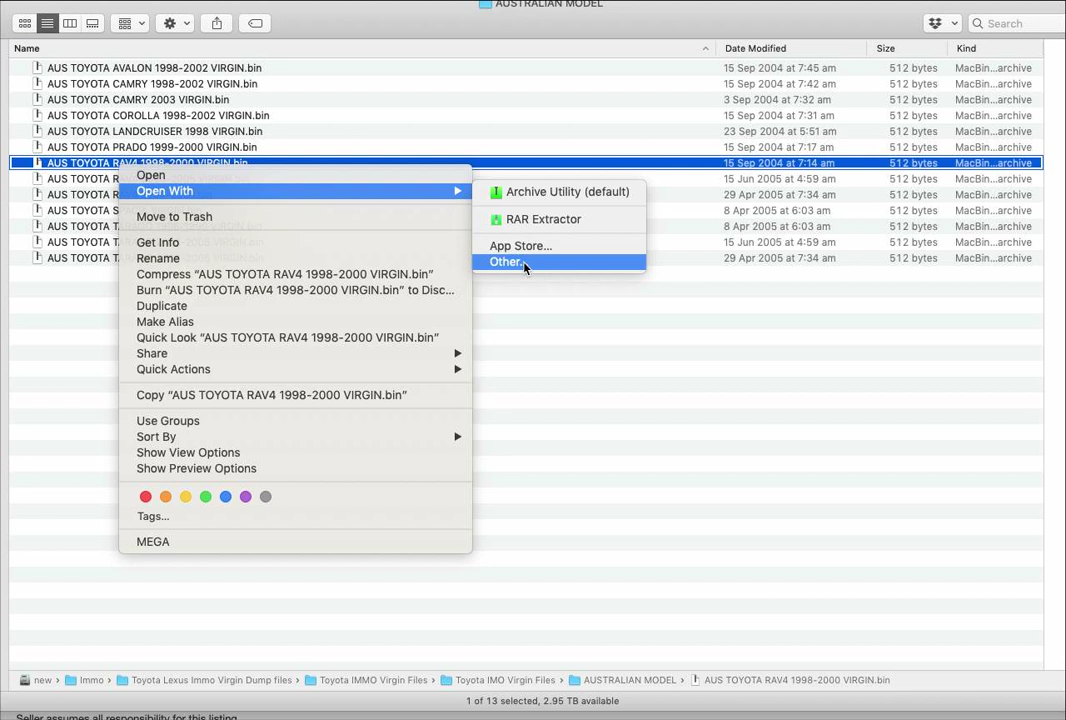 AUSTRALIAN MODEL
Search
Name Date Modified Size Kind
AUS TOYOTA AVALON 1998-2002 VIRGIN.bin 15 Sep 2004 at 7:45 am 512 bytes MacBin...archive
AUS TOYOTA CAMRY 1998-2002 VIRGIN.bin 15 Sep 2004 at 7:42 am 512 bytes MacBin...archive
AUS TOYOTA CAMRY 2003 VIRGIN.bin 3 Sep 2004 at 7:32 am 512 bytes MacBin...archive
AUS TOYOTA COROLLA 1998-2002 VIRGIN.bin 15 Sep 2004 at 7:31 am 512 bytes MacBin...archive
AUS TOYOTA LANDCRUISER 1998 VIRGIN.bin 23 Sep 2004 at 5:51 am 512 bytes MacBin...archive
AUS TOYOTA PRADO 1999-2000 VIRGIN.bin 15 Sep 2004 at 7:17 am 512 bytes MacBin...archive
AUS TOYOTA RAV4 1998-2000 VIRGIN.bin 15 Sep 2004 at 7:14 am 512 bytes MacBin...archive
AUS TOYOTA R 15 Jun 2005 at 4:59 am 512 bytes MacBin...archive
AUS TOYOTA R 29 Apr 2005 at 7:34 am 512 bytes MacBin...archive
AUS TOYOTA S 8 Apr 2005 at 6:03 am 512 bytes MacBin...archive
AUS TOYOTA T 8 Apr 2005 at 6:03 am 512 bytes MacBin...archive
AUS TOYOTA T 15 Jun 2005 at 4:59 am 512 bytes MacBin...archive
AUS TOYOTA T 29 Apr 2005 at 7:34 am 512 bytes MacBin...archive
Open
Open With
Move to Trash
Get Info
Rename
Compress “AUS TOYOTA RAV4 1998-2000 VIRGIN.bin”
Burn “AUS TOYOTA RAV4 1998-2000 VIRGIN.bin” to Disc...
Duplicate
Make Alias
Quick Look “AUS TOYOTA RAV4 1998-2000 VIRGIN.bin”
Share
Quick Actions
Copy “AUS TOYOTA RAV4 1998-2000 VIRGIN.bin”
Use Groups
Sort By
Show View Options
Show Preview Options
Tags...
MEGA
Archive Utility (default)
RAR Extractor
App Store...
Other...
new › Immo › Toyota Lexus Immo Virgin Dump files › Toyota IMMO Virgin Files › Toyota IMO Virgin Files › AUSTRALIAN MODEL › AUS TOYOTA RAV4 1998-2000 VIRGIN.bin
1 of 13 selected, 2.95 TB available
Seller assumes all responsibility for this listing.